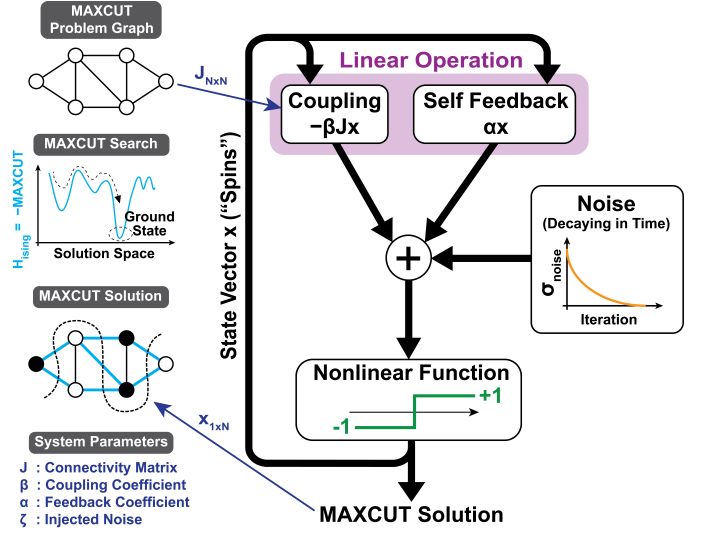 MAXCUT
Problem Graph
J_NxN
MAXCUT Search
H_ising = −MAXCUT
Ground
State
Solution Space
MAXCUT Solution
x_1xN
System Parameters
J : Connectivity Matrix
β : Coupling Coefficient
α : Feedback Coefficient
ζ : Injected Noise
State Vector x (“Spins”)
Linear Operation
Coupling
−βJx
Self Feedback
αx
+
Noise
(Decaying in Time)
σ_noise
Iteration
Nonlinear Function
+1
-1
MAXCUT Solution